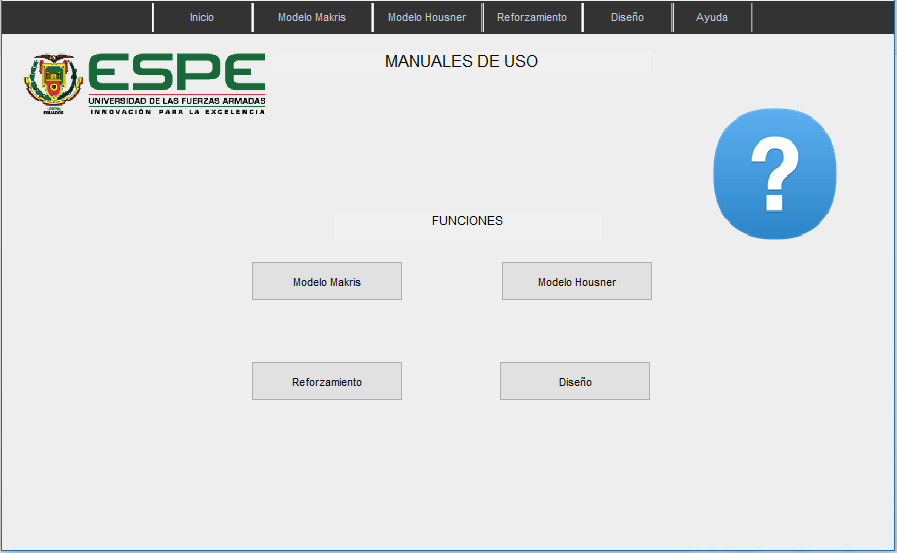 Inicio
Modelo Makris
Modelo Housner
Reforzamiento
Diseño
Ayuda
ESPE
UNIVERSIDAD DE LAS FUERZAS ARMADAS
INNOVACIÓN PARA LA EXCELENCIA
ECUADOR
MANUALES DE USO
?
FUNCIONES
Modelo Makris
Modelo Housner
Reforzamiento
Diseño